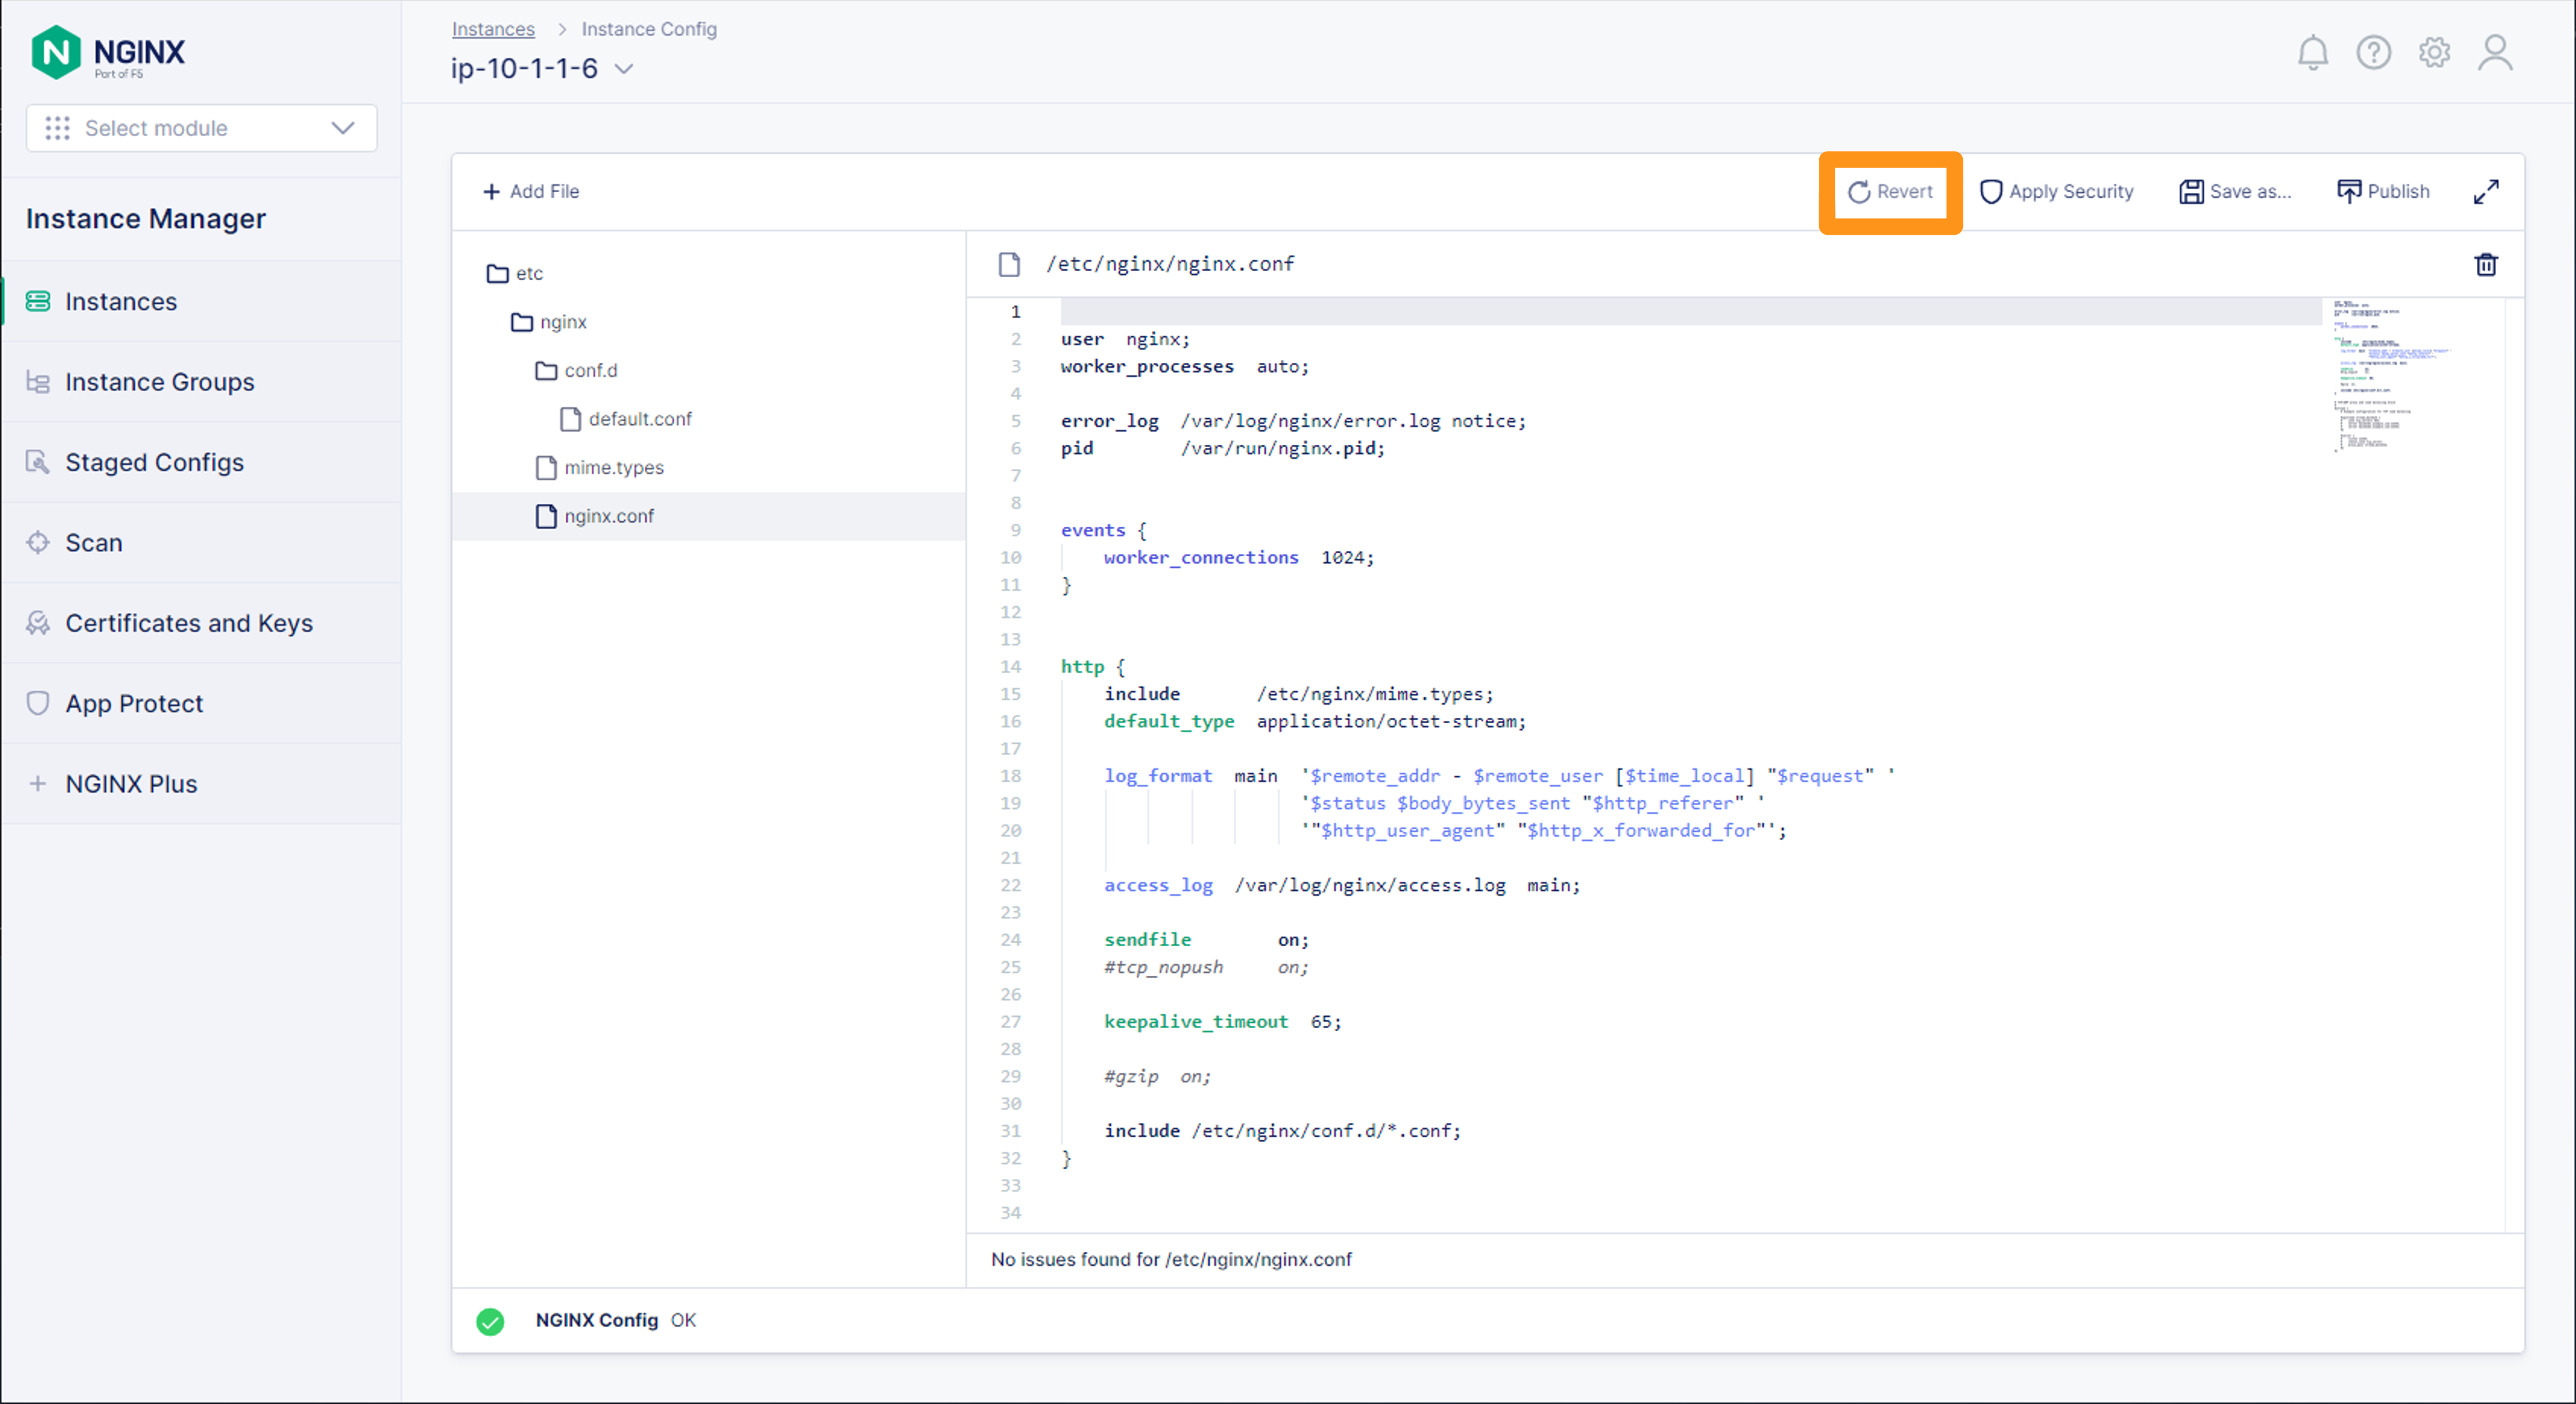 NGINX
Part of F5
Select module
Instance Manager
Instances
Instance Groups
Staged Configs
Scan
Certificates and Keys
App Protect
NGINX Plus
Instances > Instance Config
ip-10-1-1-6
+ Add File
Revert
Apply Security
Save as...
Publish
etc
nginx
conf.d
default.conf
mime.types
nginx.conf
/etc/nginx/nginx.conf
1
2 user  nginx;
3 worker_processes  auto;
4
5 error_log  /var/log/nginx/error.log notice;
6 pid        /var/run/nginx.pid;
7
8
9 events {
10     worker_connections  1024;
11 }
12
13
14 http {
15     include       /etc/nginx/mime.types;
16     default_type  application/octet-stream;
17
18     log_format  main  '$remote_addr - $remote_user [$time_local] "$request" '
19                       '$status $body_bytes_sent "$http_referer" '
20                       '"$http_user_agent" "$http_x_forwarded_for"';
21
22     access_log  /var/log/nginx/access.log  main;
23
24     sendfile        on;
25     #tcp_nopush     on;
26
27     keepalive_timeout  65;
28
29     #gzip  on;
30
31     include /etc/nginx/conf.d/*.conf;
32 }
33
34
No issues found for /etc/nginx/nginx.conf
NGINX Config OK